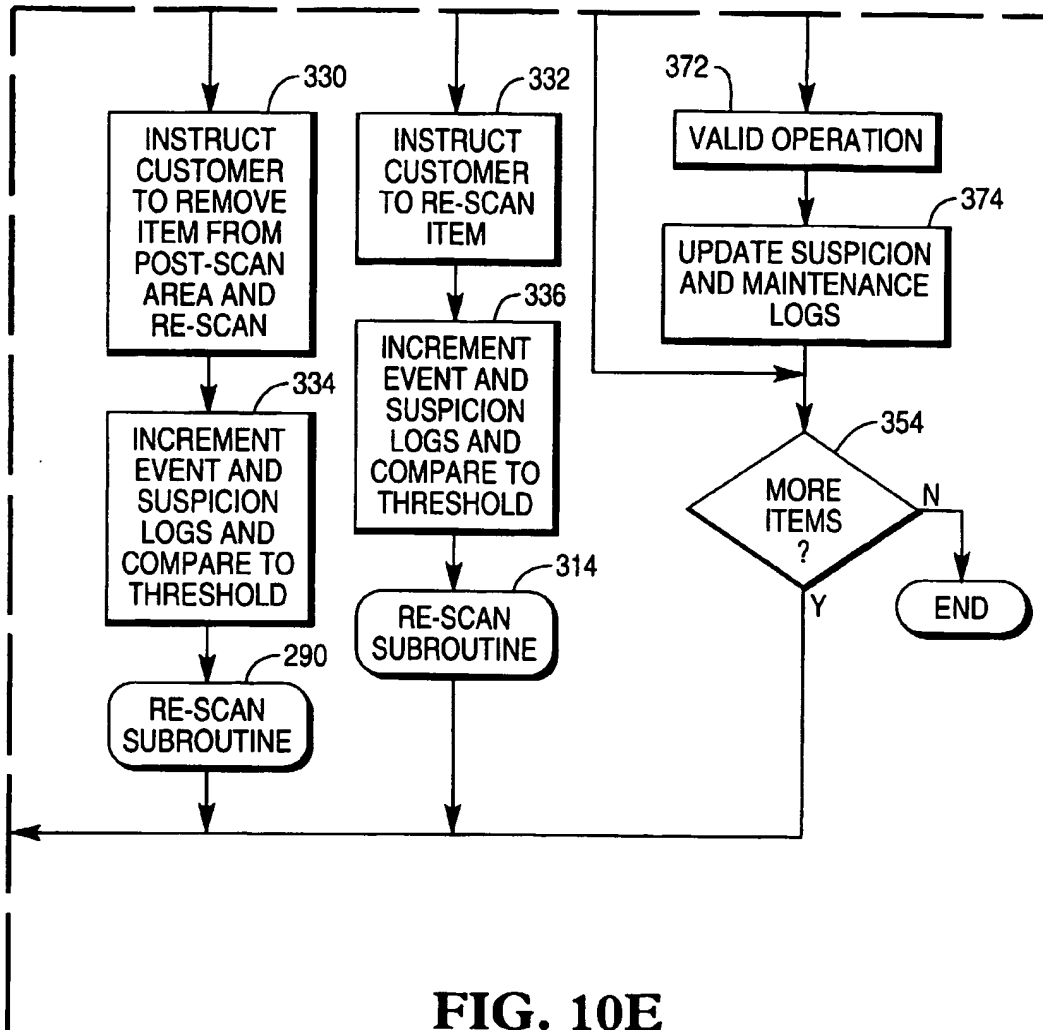 330
INSTRUCT
CUSTOMER
TO REMOVE
ITEM FROM
POST-SCAN
AREA AND
RE-SCAN
334
INCREMENT
EVENT AND
SUSPICION
LOGS AND
COMPARE TO
THRESHOLD
290
RE-SCAN
SUBROUTINE
332
INSTRUCT
CUSTOMER
TO RE-SCAN
ITEM
336
INCREMENT
EVENT AND
SUSPICION
LOGS AND
COMPARE TO
THRESHOLD
314
RE-SCAN
SUBROUTINE
372
VALID OPERATION
374
UPDATE SUSPICION
AND MAINTENANCE
LOGS
354
MORE
ITEMS
?
N
Y
END
FIG. 10E